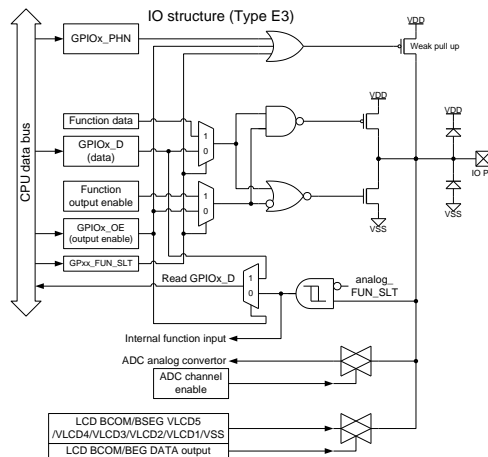 IO structure (Type E3)
VDD
GPIOx_PHN
Weak pull up
Function data
VDD
VDD
1
0
GPIOx_D
(data)
CPU data bus
Function
output enable
1
0
IO P
VSS
VSS
GPIOx_OE
(output enable)
GPxx_FUN_SLT
Read GPIOx_D
1
0
analog_
FUN_SLT
Internal function input
ADC analog convertor
ADC channel
enable
LCD BCOM/BSEG VLCD5
/VLCD4/VLCD3/VLCD2/VLCD1/VSS
LCD BCOM/BEG DATA output